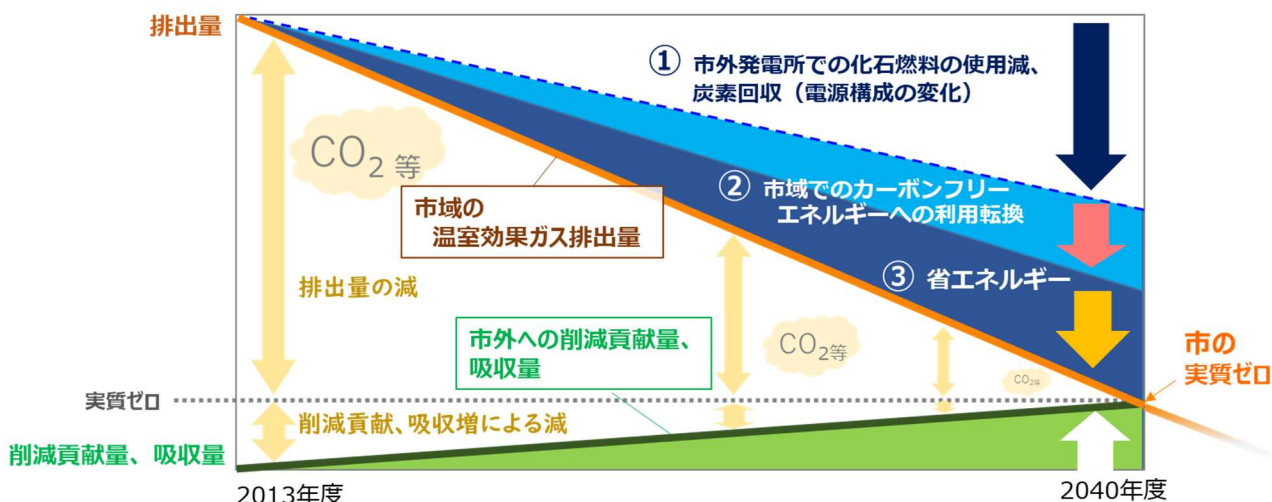 排出量
① 市外発電所での化石燃料の使用減、
炭素回収（電源構成の変化）
CO₂ 等
② 市域でのカーボンフリー
エネルギーへの利用転換
市域の
温室効果ガス排出量
③ 省エネルギー
排出量の減
市外への削減貢献量、
吸収量
CO₂等
CO₂等
市の
実質ゼロ
実質ゼロ
削減貢献、吸収増による減
削減貢献量、吸収量
2013年度
2040年度